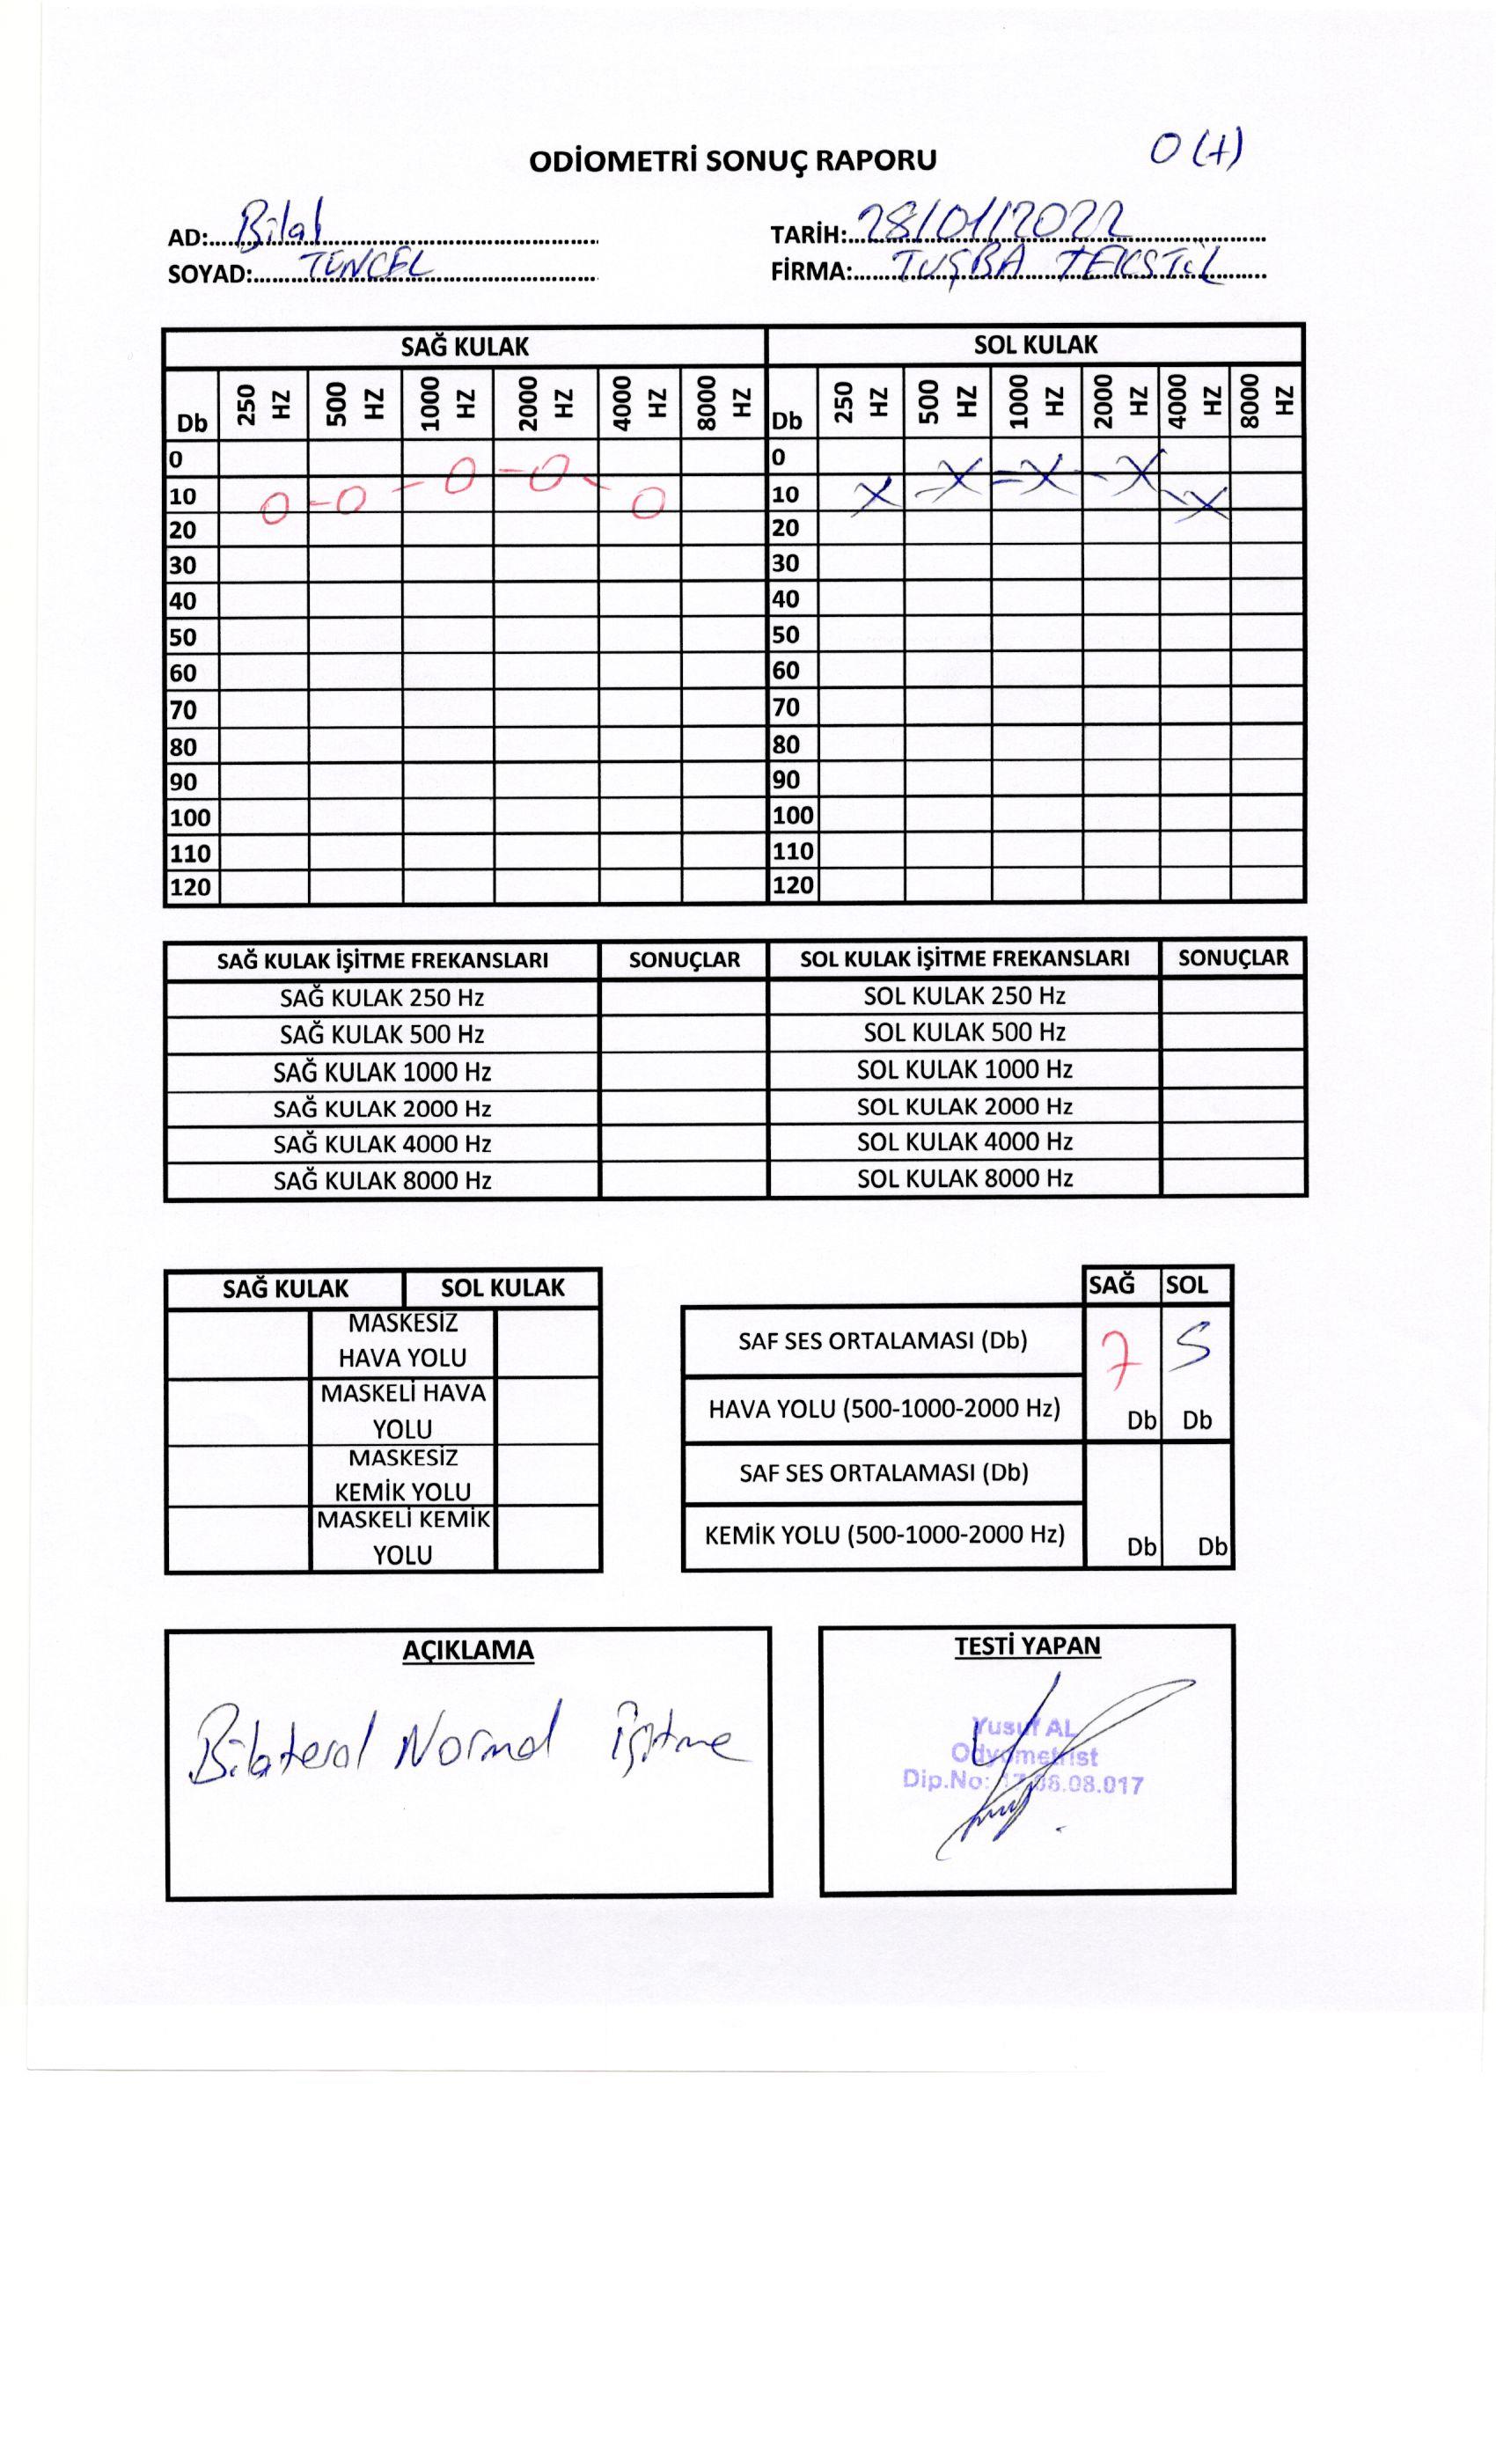 ODİOMETRİ SONUÇ RAPORU
O (+)
AD:..Bilal
SOYAD:..TUNCEL
TARİH:..28/01/2022
FİRMA:..TUŞBA TEKSTİL
SAĞ KULAK SOL KULAK
Db 250 HZ 500 HZ 1000 HZ 2000 HZ 4000 HZ 8000 HZ Db 250 HZ 500 HZ 1000 HZ 2000 HZ 4000 HZ 8000 HZ
0 O O 0 X X X
10 O O O 10 X X
20 20
30 30
40 40
50 50
60 60
70 70
80 80
90 90
100 100
110 110
120 120
SAĞ KULAK İŞİTME FREKANSLARI SONUÇLAR SOL KULAK İŞİTME FREKANSLARI SONUÇLAR
SAĞ KULAK 250 Hz SOL KULAK 250 Hz
SAĞ KULAK 500 Hz SOL KULAK 500 Hz
SAĞ KULAK 1000 Hz SOL KULAK 1000 Hz
SAĞ KULAK 2000 Hz SOL KULAK 2000 Hz
SAĞ KULAK 4000 Hz SOL KULAK 4000 Hz
SAĞ KULAK 8000 Hz SOL KULAK 8000 Hz
SAĞ KULAK SOL KULAK
MASKESİZ
HAVA YOLU
MASKELİ HAVA
YOLU
MASKESİZ
KEMİK YOLU
MASKELİ KEMİK
YOLU
SAĞ SOL
SAF SES ORTALAMASI (Db) 7 5
HAVA YOLU (500-1000-2000 Hz) Db Db
SAF SES ORTALAMASI (Db)
KEMİK YOLU (500-1000-2000 Hz) Db Db
AÇIKLAMA
Bilateral Normal İşitme
TESTİ YAPAN
Yusuf AL
Odyometrist
Dip.No: 17.06.08.017